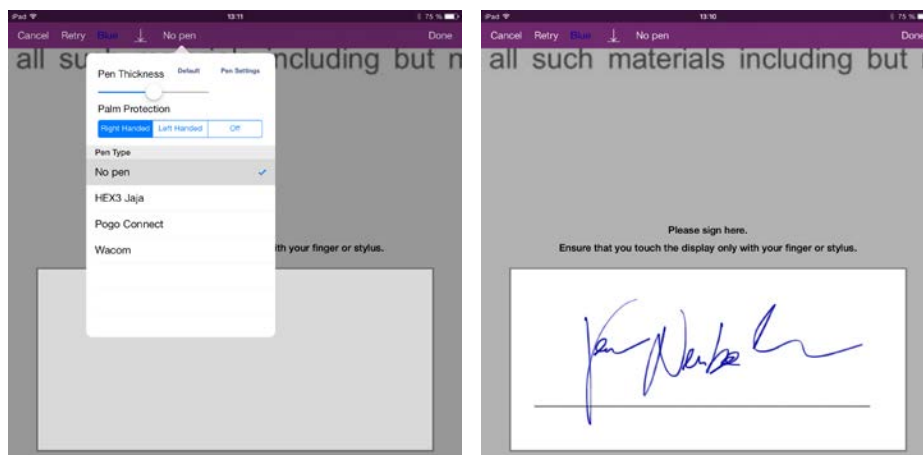 iPad 13:11 75 %
Cancel Retry Blue No pen Done
all su ncluding but n
Pen Thickness Default Pen Settings
Palm Protection
Right Handed Left Handed Off
Pen Type
No pen
HEX3 Jaja
Pogo Connect
Wacom
ith your finger or stylus.
iPad 13:10 75 %
Cancel Retry Blue No pen Done
all such materials including but
Please sign here.
Ensure that you touch the display only with your finger or stylus.